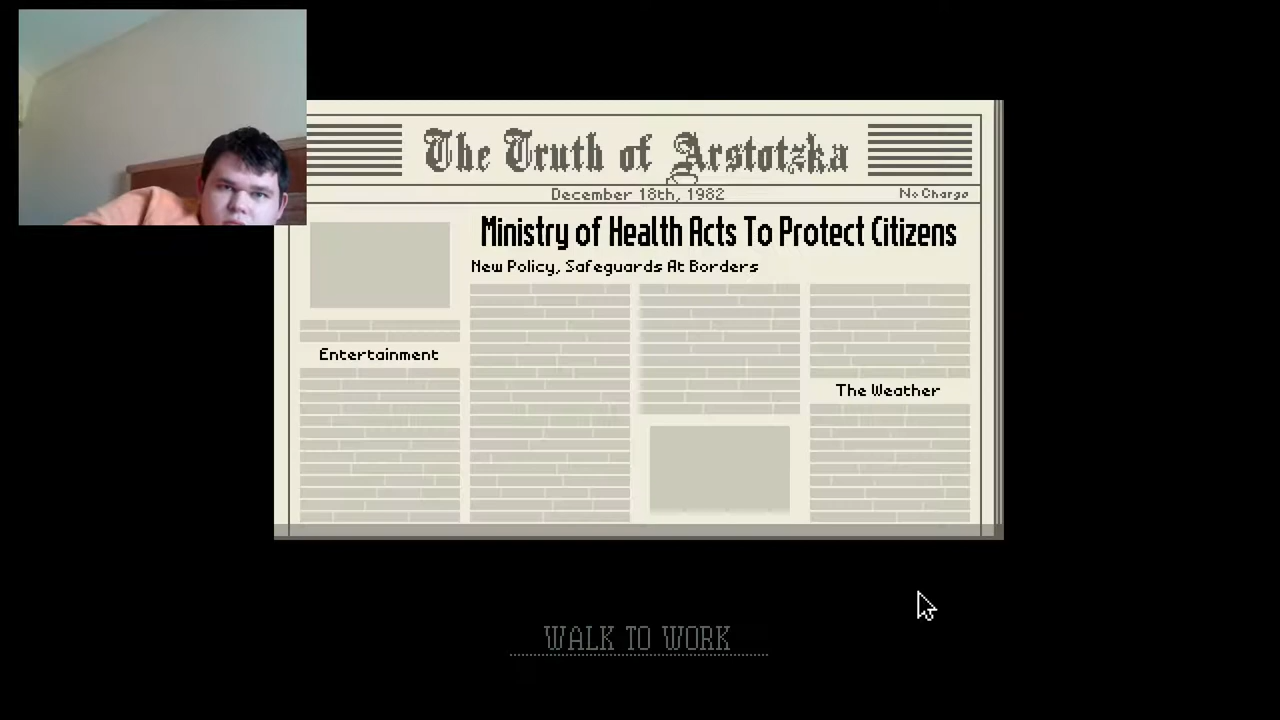 The Truth of Arstotzka
December 18th, 1982
No Charge
Ministry of Health Acts To Protect Citizens
New Policy, Safeguards At Borders
Entertainment
The Weather
WALK TO WORK